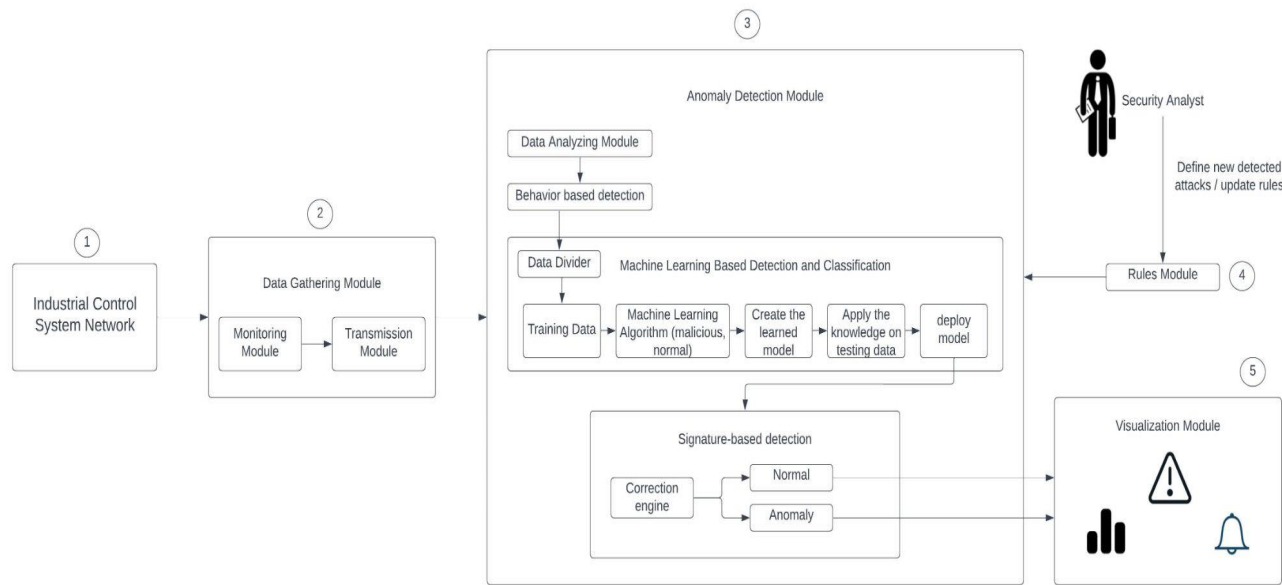 1
Industrial Control
System Network
2
Data Gathering Module
Monitoring
Module
Transmission
Module
3
Anomaly Detection Module
Data Analyzing Module
Behavior based detection
Data Divider
Machine Learning Based Detection and Classification
Training Data
Machine Learning
Algorithm (malicious,
normal)
Create the
learned
model
Apply the
knowledge on
testing data
deploy
model
Signature-based detection
Correction
engine
Normal
Anomaly
Security Analyst
Define new detected
attacks / update rules
Rules Module
4
5
Visualization Module